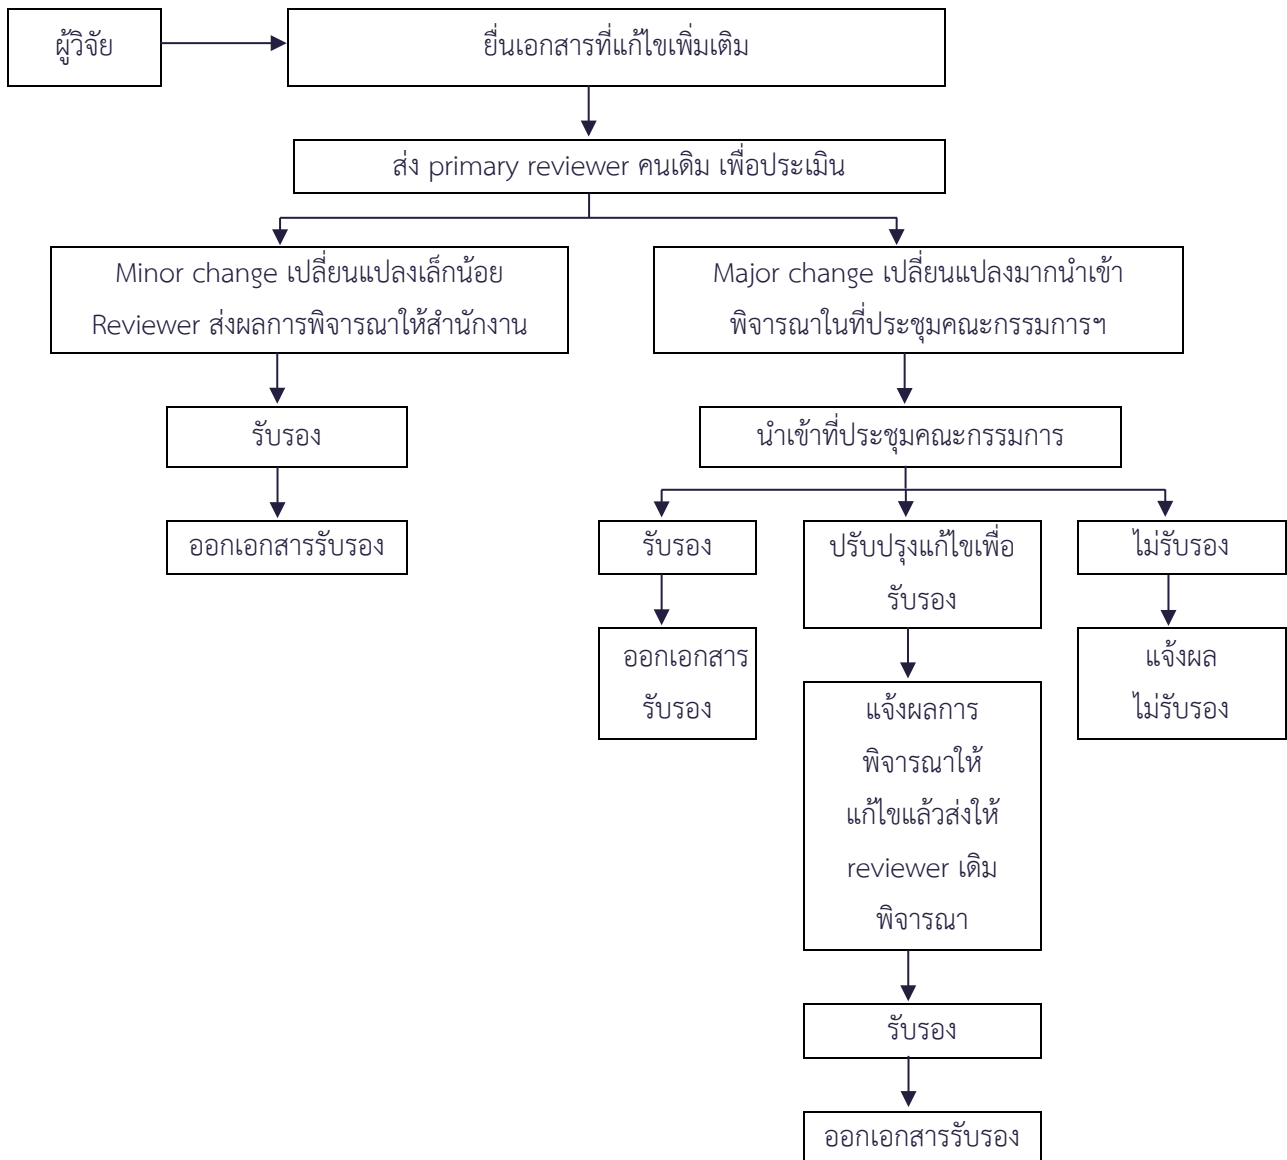 ผู้วิจัย
ยื่นเอกสารที่แก้ไขเพิ่มเติม
ส่ง primary reviewer คนเดิม เพื่อประเมิน
Minor change เปลี่ยนแปลงเล็กน้อย
Reviewer ส่งผลการพิจารณาให้สำนักงาน
Major change เปลี่ยนแปลงมากนำเข้า
พิจารณาในที่ประชุมคณะกรรมการฯ
รับรอง
นำเข้าที่ประชุมคณะกรรมการ
ออกเอกสารรับรอง
รับรอง
ปรับปรุงแก้ไขเพื่อ
รับรอง
ไม่รับรอง
ออกเอกสาร
รับรอง
แจ้งผล
ไม่รับรอง
แจ้งผลการ
พิจารณาให้
แก้ไขแล้วส่งให้
reviewer เดิม
พิจารณา
รับรอง
ออกเอกสารรับรอง